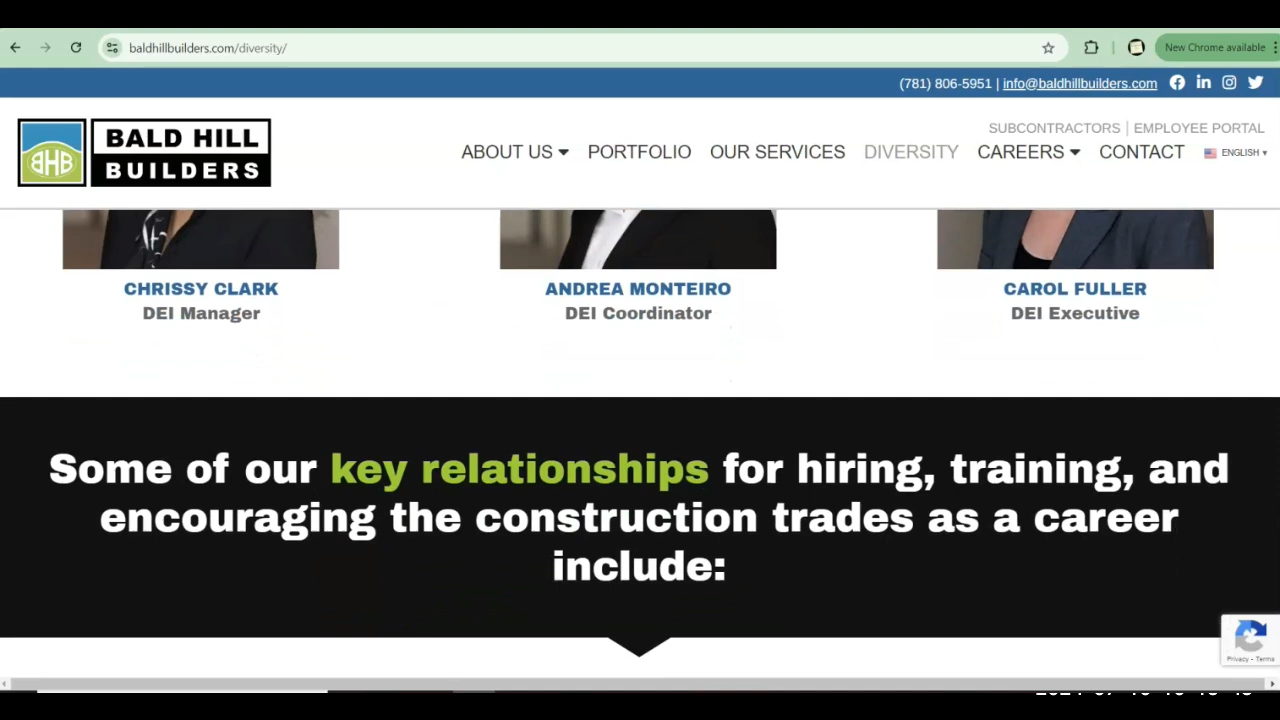 baldhillbuilders.com/diversity/
New Chrome available
(781) 806-5951 | info@baldhillbuilders.com
BHB
BALD HILL
BUILDERS
SUBCONTRACTORS | EMPLOYEE PORTAL
ABOUT US PORTFOLIO OUR SERVICES DIVERSITY CAREERS CONTACT ENGLISH
CHRISSY CLARK
DEI Manager
ANDREA MONTEIRO
DEI Coordinator
CAROL FULLER
DEI Executive
Some of our key relationships for hiring, training, and
encouraging the construction trades as a career
include:
Privacy - Terms